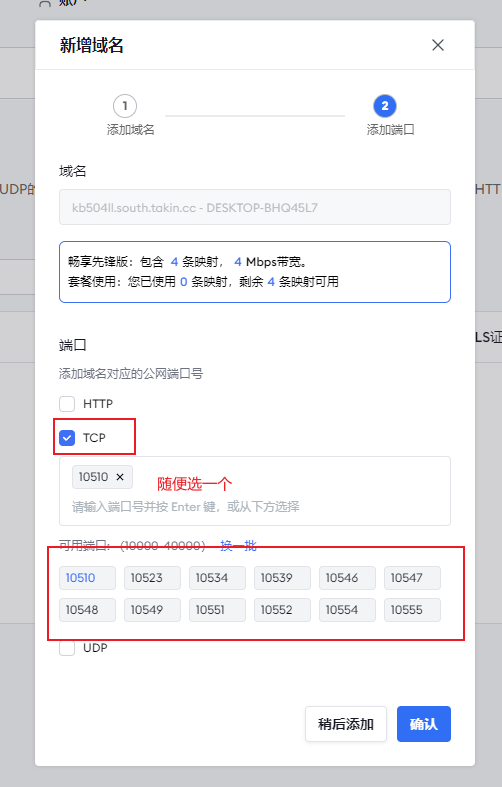 账户
新增域名
1
2
添加域名
添加端口
UDP的
HTT
域名
kb504ll.south.takin.cc - DESKTOP-BHQ45L7
畅享先锋版：包含 4 条映射， 4 Mbps带宽。
套餐使用：您已使用 0 条映射，剩余 4 条映射可用
LS证
端口
添加域名对应的公网端口号
HTTP
TCP
10510
随便选一个
请输入端口号并按 Enter 键，或从下方选择
可用端口：（10000-40000） 换一批
10510 10523 10534 10539 10546 10547
10548 10549 10551 10552 10554 10555
UDP
稍后添加 确认